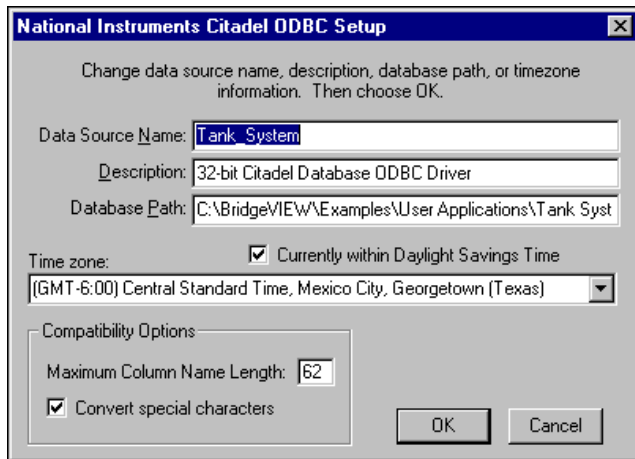 National Instruments Citadel ODBC Setup
Change data source name, description, database path, or timezone
information. Then choose OK.
Data Source Name: Tank_System
Description: 32-bit Citadel Database ODBC Driver
Database Path: C:\BridgeVIEW\Examples\User Applications\Tank Syst
Time zone: Currently within Daylight Savings Time
(GMT-6:00) Central Standard Time, Mexico City, Georgetown (Texas)
Compatibility Options
Maximum Column Name Length: 62
Convert special characters
OK Cancel